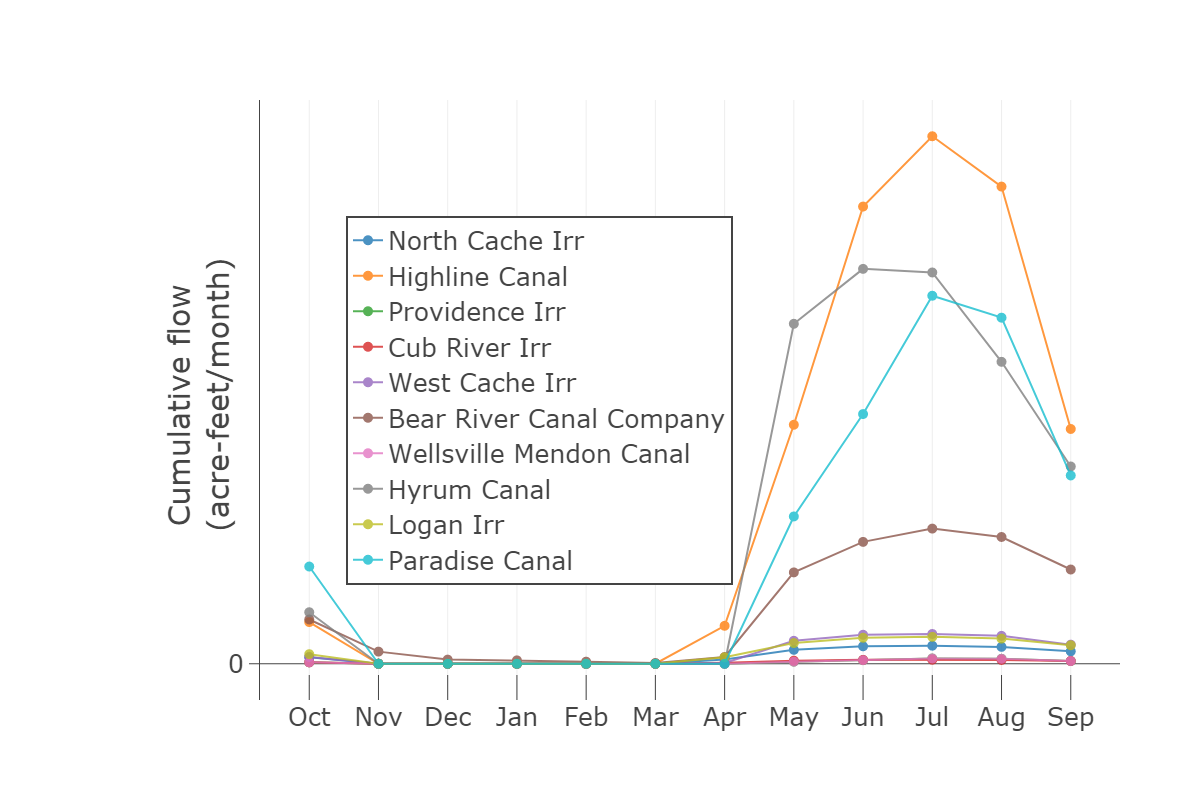 Cumulative flow
(acre-feet/month)
North Cache Irr
Highline Canal
Providence Irr
Cub River Irr
West Cache Irr
Bear River Canal Company
Wellsville Mendon Canal
Hyrum Canal
Logan Irr
Paradise Canal
0
Oct Nov Dec Jan Feb Mar Apr May Jun Jul Aug Sep